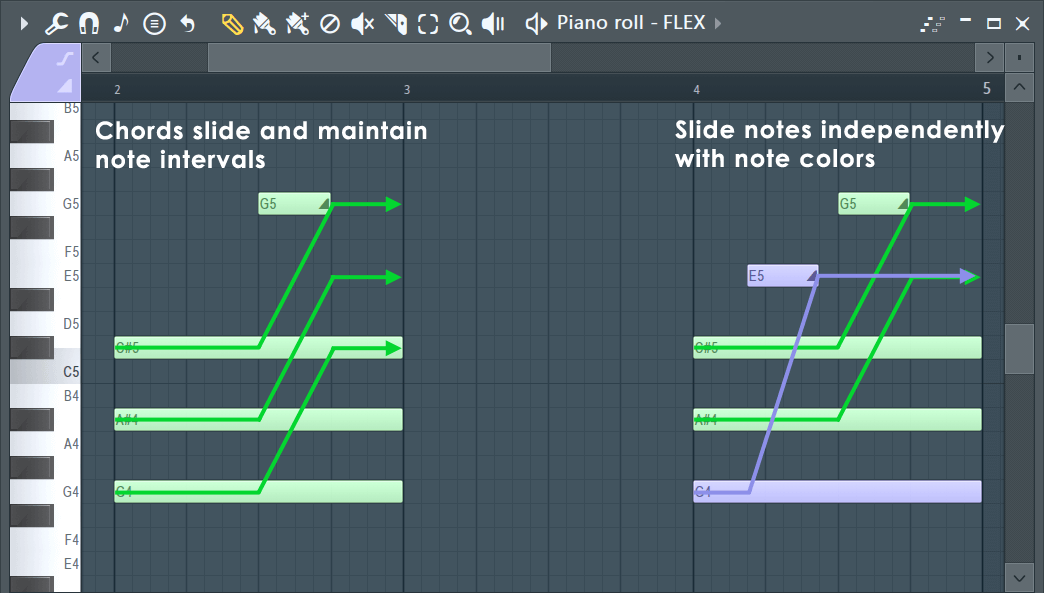 Piano roll - FLEX
2 3 4 5
Chords slide and maintain
note intervals
Slide notes independently
with note colors
B5
A5
G5 G5 G5
F5
E5 E5
D5
C#5 C#5
C5
B4
A#4 A#4
A4
G4 G4 G4
F4
E4